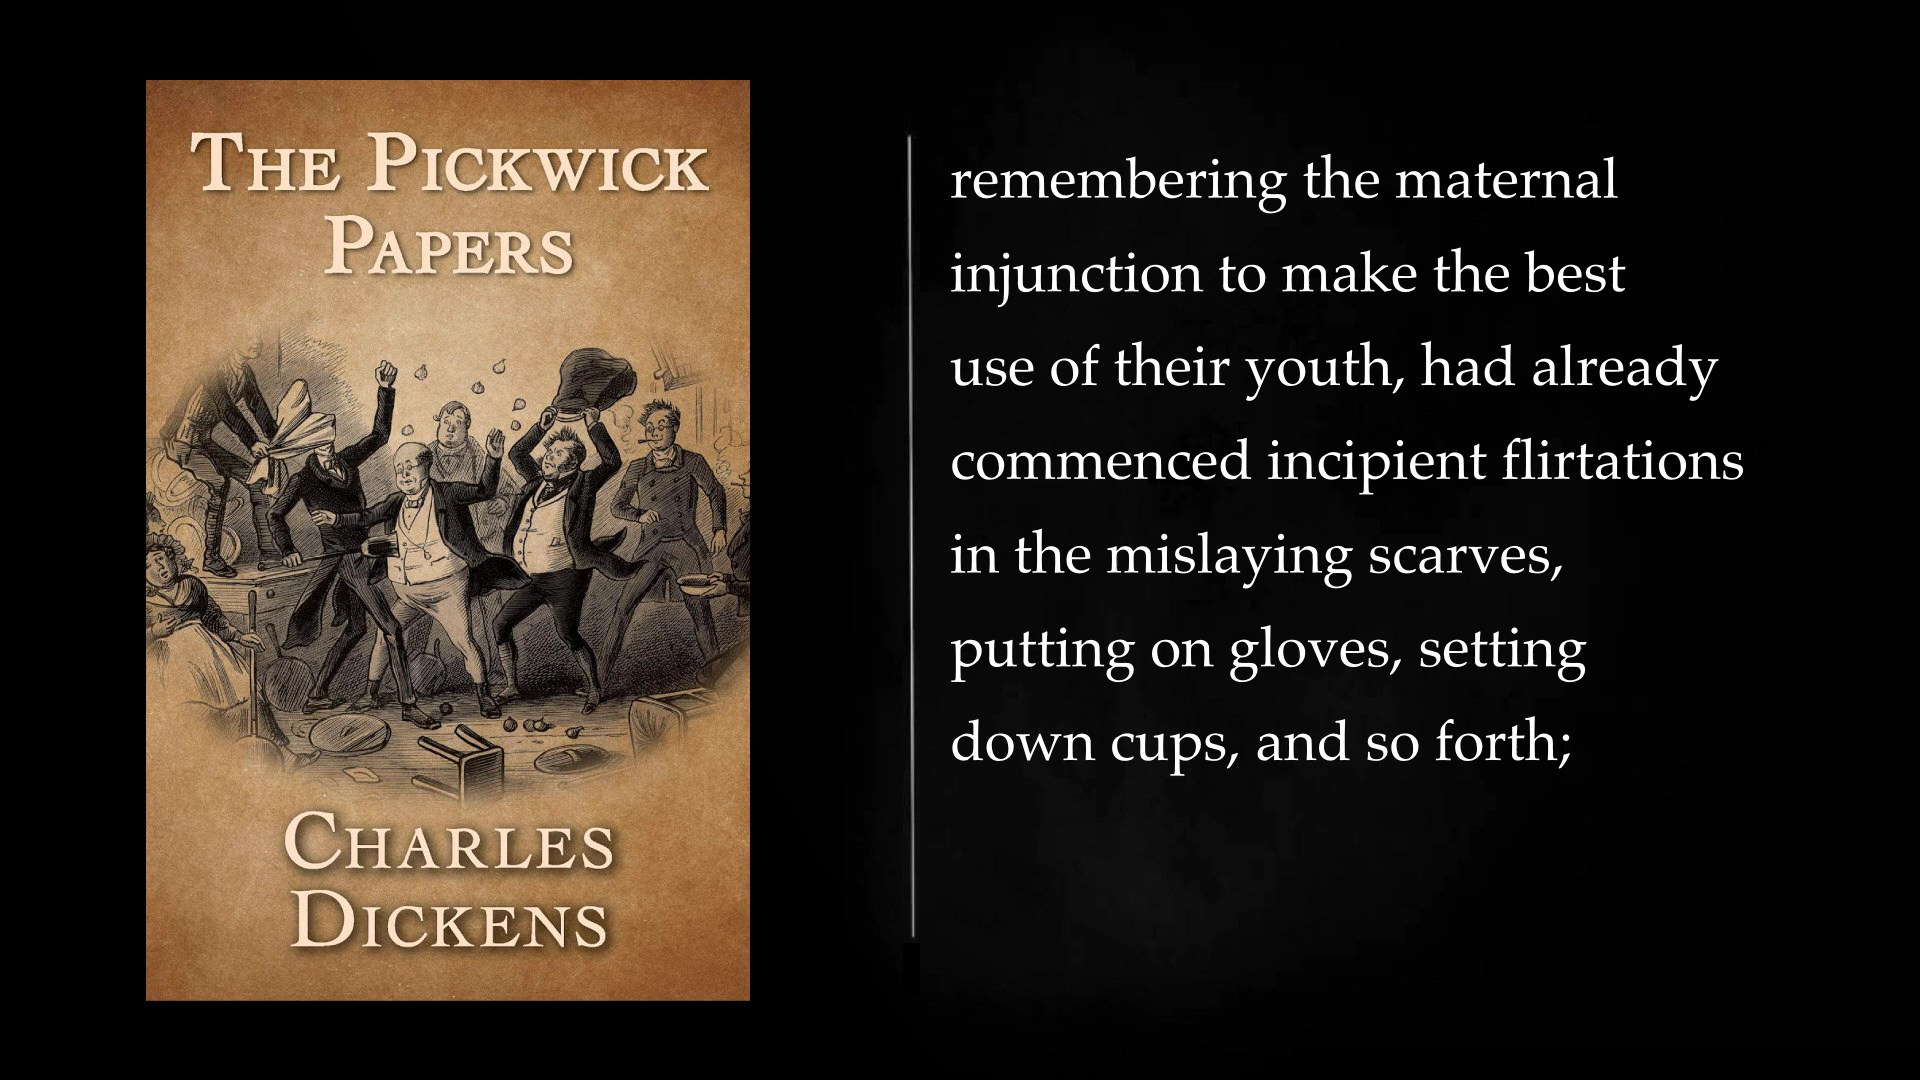 The Pickwick
Papers
Charles
Dickens
remembering the maternal
injunction to make the best
use of their youth, had already
commenced incipient flirtations
in the mislaying scarves,
putting on gloves, setting
down cups, and so forth;